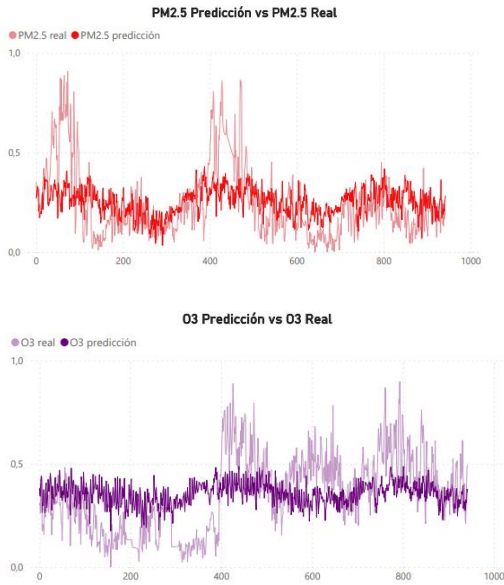 PM2.5 Predicción vs PM2.5 Real
PM2.5 real PM2.5 predicción
1,0
0,5
0,0
0 200 400 600 800 1000
O3 Predicción vs O3 Real
O3 real O3 predicción
1,0
0,5
0,0
0 200 400 600 800 1000